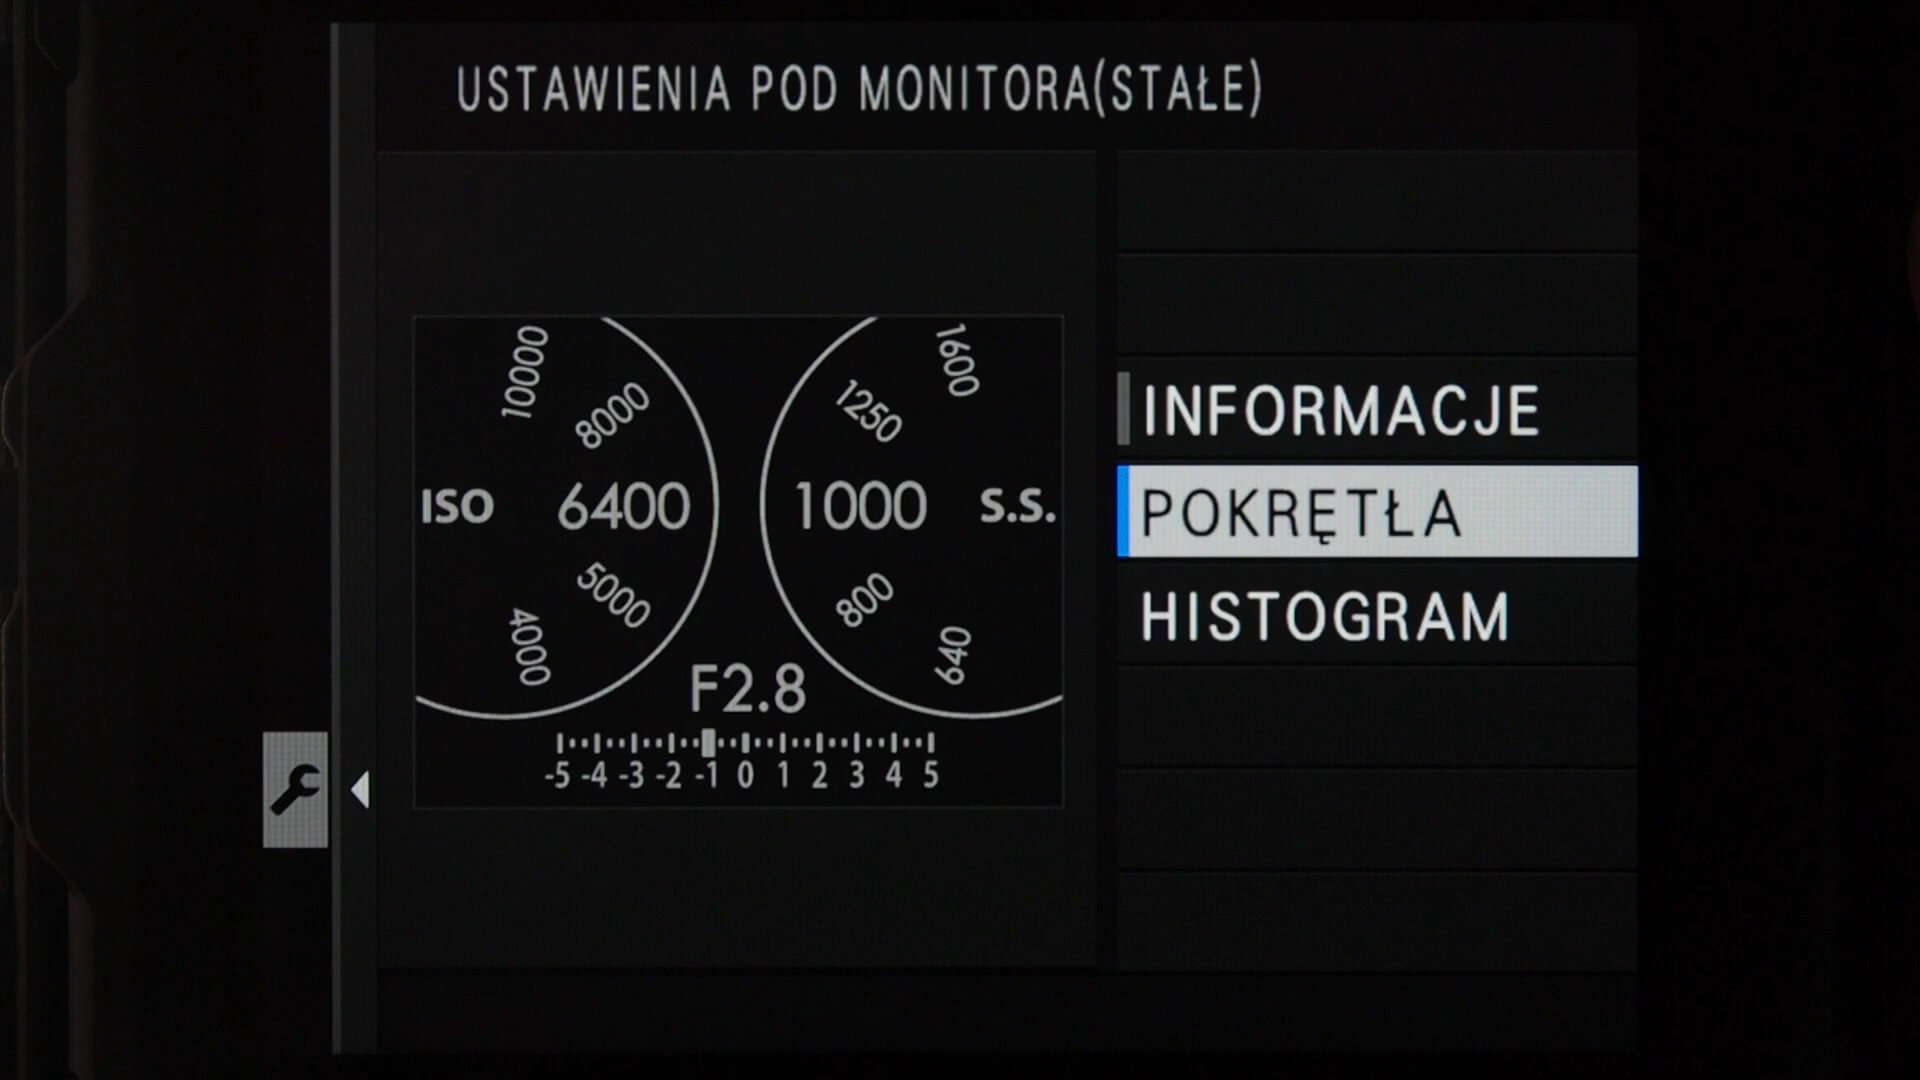 USTAWIENIA POD MONITORA(STAŁE)
10000
8000
ISO 6400
5000
4000
1600
1250
1000 S.S.
800
640
F2.8
-5 -4 -3 -2 -1 0 1 2 3 4 5
INFORMACJE
POKRĘTŁA
HISTOGRAM